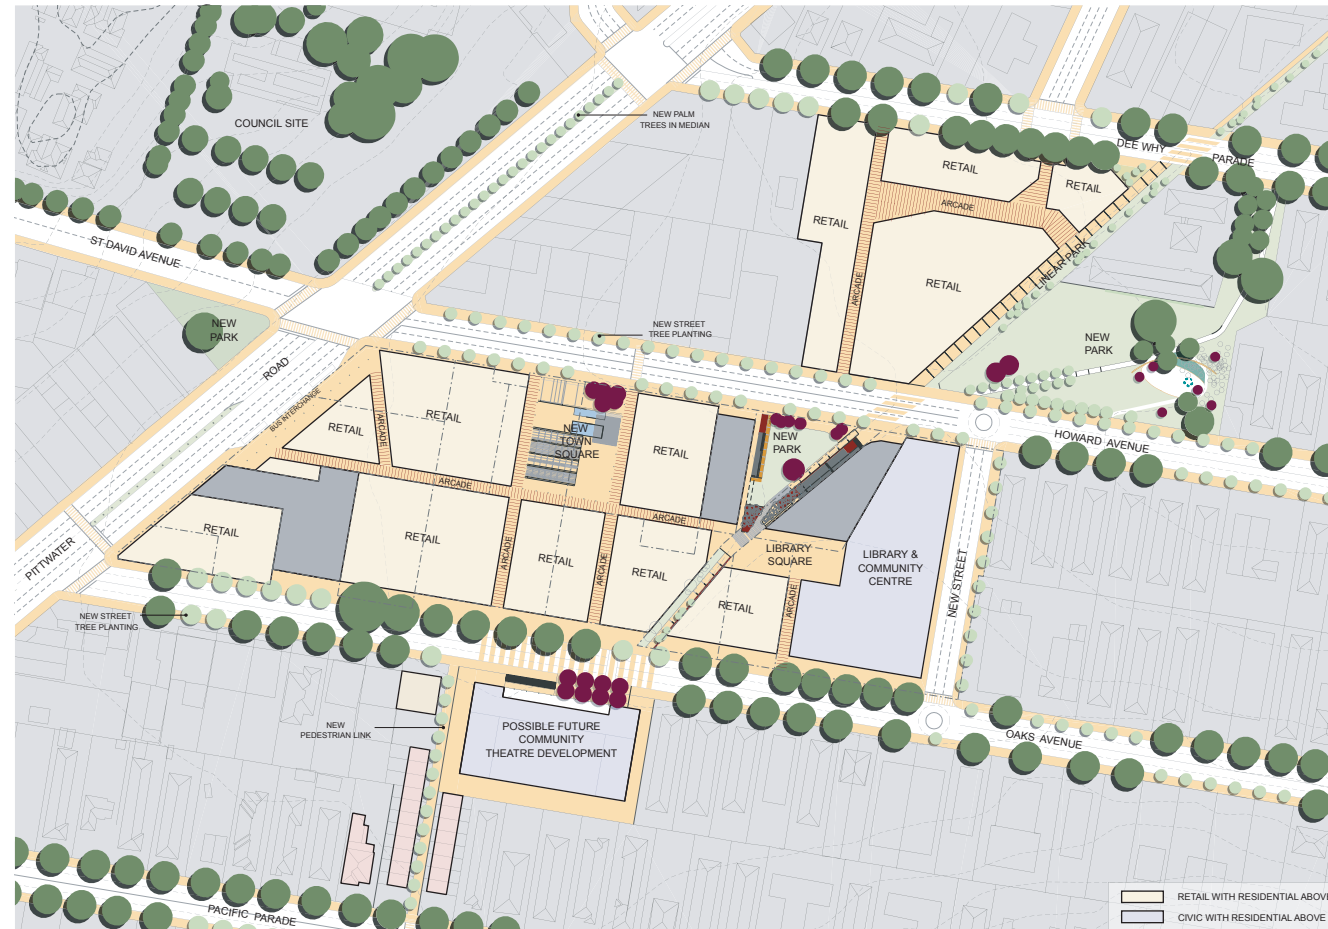 COUNCIL SITE
NEW PALM
TREES IN MEDIAN
DEE WHY
PARADE
RETAIL
RETAIL
RETAIL
ARCADE
ARCADE
RETAIL
LINEAR PARK
ST DAVID AVENUE
NEW
PARK
NEW STREET
TREE PLANTING
NEW
PARK
ROAD
BUS INTERCHANGE
RETAIL
RETAIL
ARCADE
NEW
TOWN
SQUARE
RETAIL
NEW
PARK
HOWARD AVENUE
ARCADE
ARCADE
RETAIL
RETAIL
ARCADE
RETAIL
ARCADE
RETAIL
LIBRARY
SQUARE
LIBRARY &
COMMUNITY
CENTRE
NEW STREET
RETAIL
ARCADE
PITTWATER
NEW STREET
TREE PLANTING
NEW
PEDESTRIAN LINK
POSSIBLE FUTURE
COMMUNITY
THEATRE DEVELOPMENT
OAKS AVENUE
PACIFIC PARADE
RETAIL WITH RESIDENTIAL ABOVE
CIVIC WITH RESIDENTIAL ABOVE